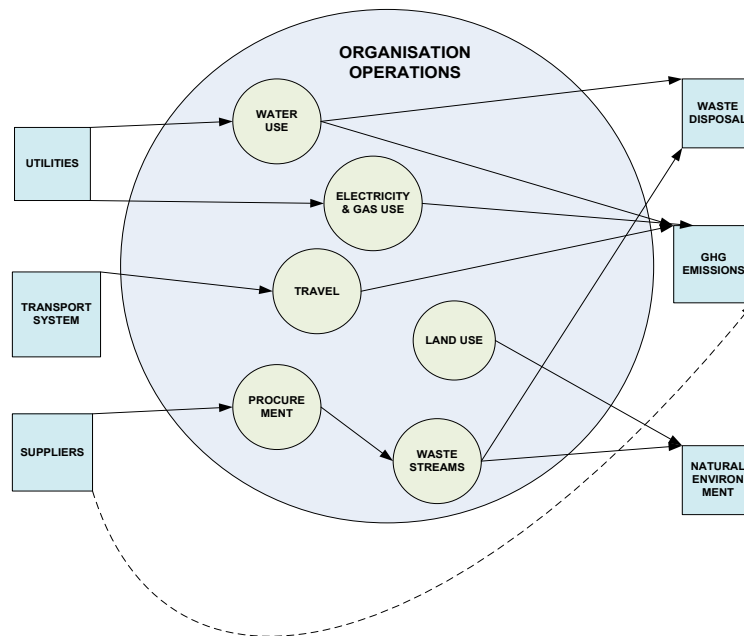 ORGANISATION
OPERATIONS
WATER
USE
WASTE
DISPOSAL
UTILITIES
ELECTRICITY
& GAS USE
GHG
EMISSIONS
TRAVEL
TRANSPORT
SYSTEM
LAND USE
PROCURE
MENT
SUPPLIERS
WASTE
STREAMS
NATURAL
ENVIRON
MENT